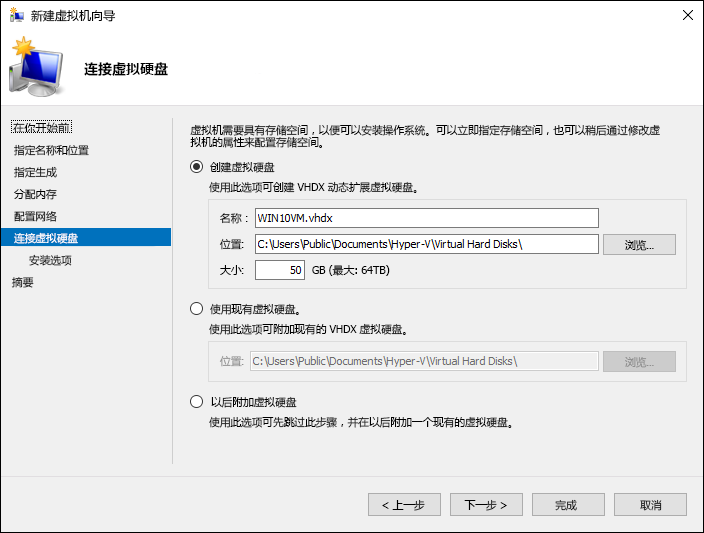 新建虚拟机向导
连接虚拟硬盘
在你开始前
指定名称和位置
指定生成
分配内存
配置网络
连接虚拟硬盘
安装选项
摘要
虚拟机需要具有存储空间，以便可以安装操作系统。可以立即指定存储空间，也可以稍后通过修改虚
拟机的属性来配置存储空间。
创建虚拟硬盘
使用此选项可创建 VHDX 动态扩展虚拟硬盘。
名称：WIN10VM.vhdx
位置: C:\Users\Public\Documents\Hyper-V\Virtual Hard Disks\ 浏览...
大小: 50 GB (最大: 64TB)
使用现有虚拟硬盘。
使用此选项可附加现有的 VHDX 虚拟硬盘。
位置: C:\Users\Public\Documents\Hyper-V\Virtual Hard Disks\ 浏览...
以后附加虚拟硬盘
使用此选项可先跳过此步骤，并在以后附加一个现有的虚拟硬盘。
< 上一步 下一步 > 完成 取消